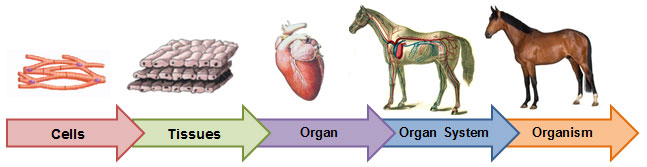 Cells
Tissues
Organ
Organ System
Organism